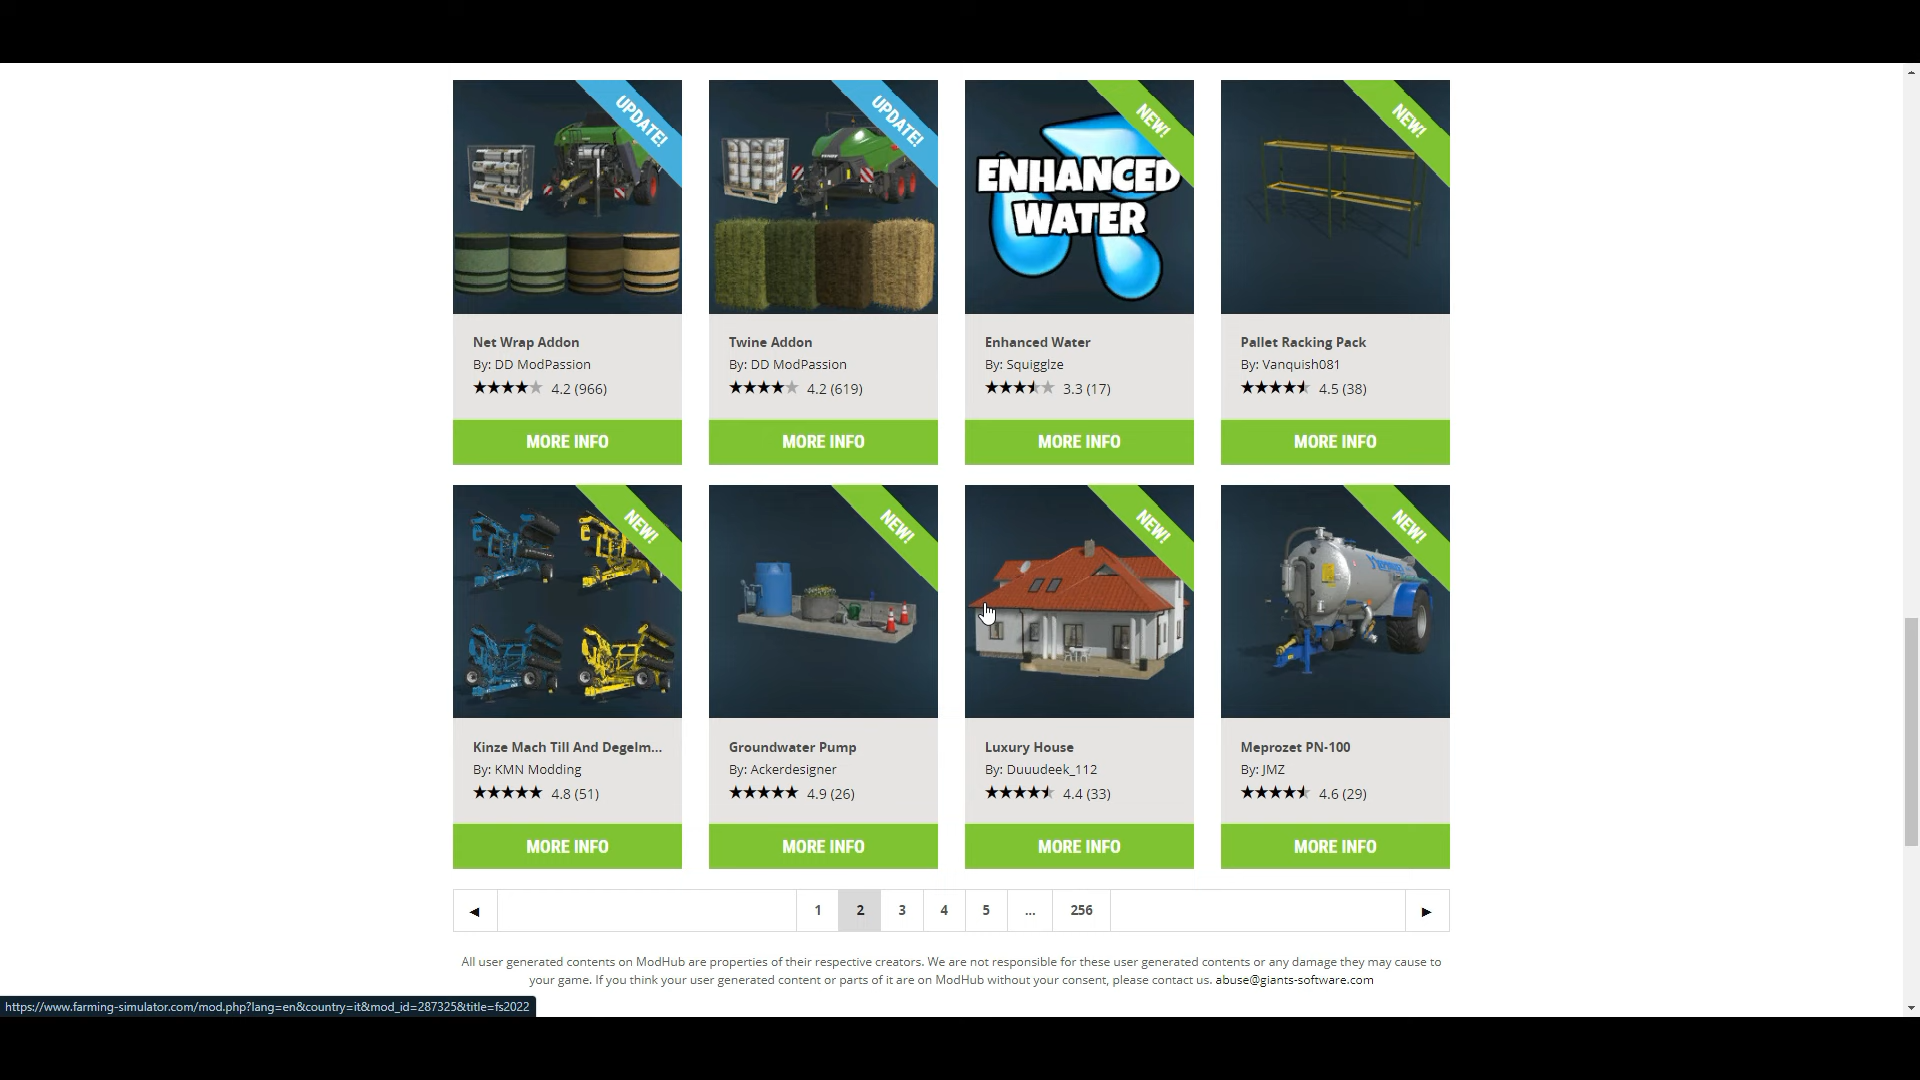 UPDATE!
UPDATE!
NEW!
NEW!
ENHANCED
WATER
Net Wrap Addon
By: DD ModPassion
4.2 (966)
MORE INFO
Twine Addon
By: DD ModPassion
4.2 (619)
MORE INFO
Enhanced Water
By: Squigglze
3.3 (17)
MORE INFO
Pallet Racking Pack
By: Vanquish081
4.5 (38)
MORE INFO
NEW!
NEW!
NEW!
NEW!
Kinze Mach Till And Degelm...
By: KMN Modding
4.8 (51)
MORE INFO
Groundwater Pump
By: Ackerdesigner
4.9 (26)
MORE INFO
Luxury House
By: Duuudeek_112
4.4 (33)
MORE INFO
Meprozet PN-100
By: JMZ
4.6 (29)
MORE INFO
◄ 1 2 3 4 5 ... 256 ►
All user generated contents on ModHub are properties of their respective creators. We are not responsible for these user generated contents or any damage they may cause to
your game. If you think your user generated content or parts of it are on ModHub without your consent, please contact us. abuse@giants-software.com
https://www.farming-simulator.com/mod.php?lang=en&country=it&mod_id=287325&title=fs2022